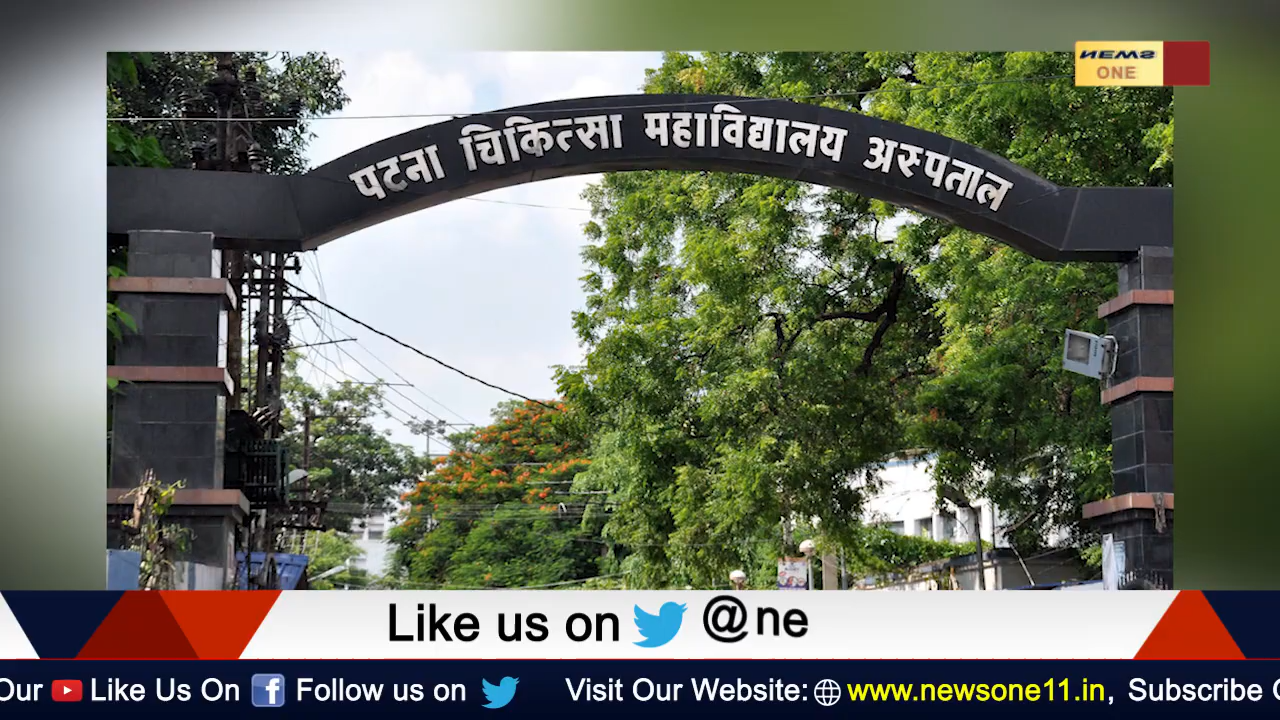 NEWS
ONE
पटना चिकित्सा महाविद्यालय अस्पताल
Like us on @ne
Our Like Us On Follow us on Visit Our Website: www.newsone11.in, Subscribe